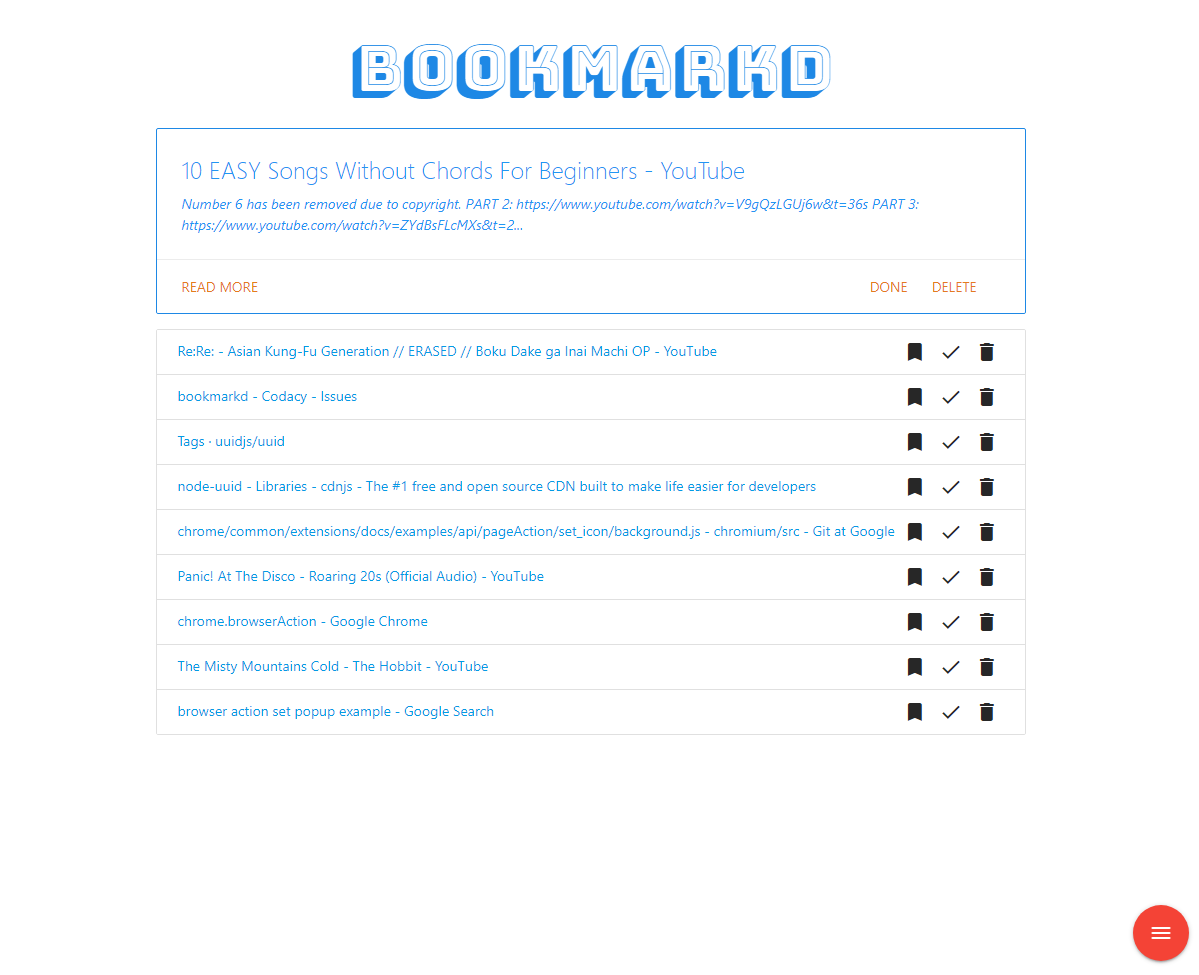 BOOKMARKD
10 EASY Songs Without Chords For Beginners - YouTube
Number 6 has been removed due to copyright. PART 2: https://www.youtube.com/watch?v=V9gQzLGUj6w&t=36s PART 3:
https://www.youtube.com/watch?v=ZYdBsFLcMXs&t=2...
READ MORE DONE DELETE
Re:Re: - Asian Kung-Fu Generation // ERASED // Boku Dake ga Inai Machi OP - YouTube
bookmarkd - Codacy - Issues
Tags · uuidjs/uuid
node-uuid - Libraries - cdnjs - The #1 free and open source CDN built to make life easier for developers
chrome/common/extensions/docs/examples/api/pageAction/set_icon/background.js - chromium/src - Git at Google
Panic! At The Disco - Roaring 20s (Official Audio) - YouTube
chrome.browserAction - Google Chrome
The Misty Mountains Cold - The Hobbit - YouTube
browser action set popup example - Google Search